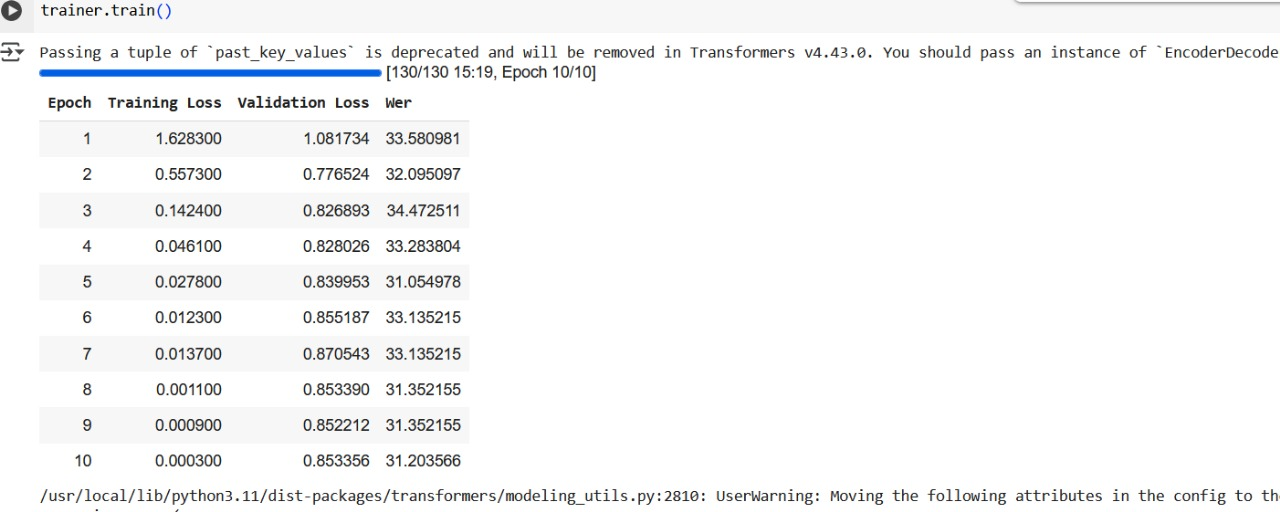 trainer.train()
Passing a tuple of `past_key_values` is deprecated and will be removed in Transformers v4.43.0. You should pass an instance of `EncoderDecode
[130/130 15:19, Epoch 10/10]
Epoch Training Loss Validation Loss Wer
1 1.628300 1.081734 33.580981
2 0.557300 0.776524 32.095097
3 0.142400 0.826893 34.472511
4 0.046100 0.828026 33.283804
5 0.027800 0.839953 31.054978
6 0.012300 0.855187 33.135215
7 0.013700 0.870543 33.135215
8 0.001100 0.853390 31.352155
9 0.000900 0.852212 31.352155
10 0.000300 0.853356 31.203566
/usr/local/lib/python3.11/dist-packages/transformers/modeling_utils.py:2810: UserWarning: Moving the following attributes in the config to th